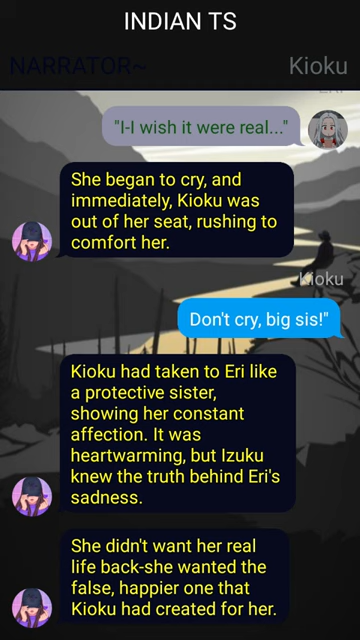 INDIAN TS
NARRATOR~ Kioku
"I-I wish it were real..."
She began to cry, and
immediately, Kioku was
out of her seat, rushing to
comfort her.
Kioku
Don't cry, big sis!"
Kioku had taken to Eri like
a protective sister,
showing her constant
affection. It was
heartwarming, but Izuku
knew the truth behind Eri's
sadness.
She didn't want her real
life back-she wanted the
false, happier one that
Kioku had created for her.